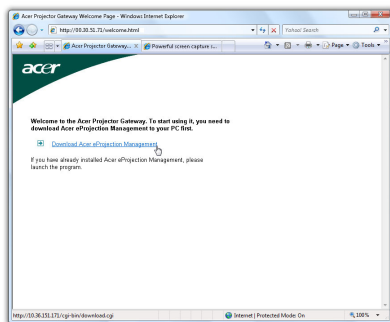 Acer Projector Gateway Welcome Page - Windows Internet Explorer
http://00.30.51.71/welcome.html
Yahoo! Search
Acer Projector Gateway...
Powerful screen capture s...
Page
Tools
acer
Welcome to the Acer Projector Gateway. To start using it, you need to
download Acer eProjection Management to your PC first.
Download Acer eProjection Management
If you have already installed Acer eProjection Management, please
launch the program.
http://10.36.151.171/cgi-bin/download.cgi
Internet | Protected Mode: On
100%